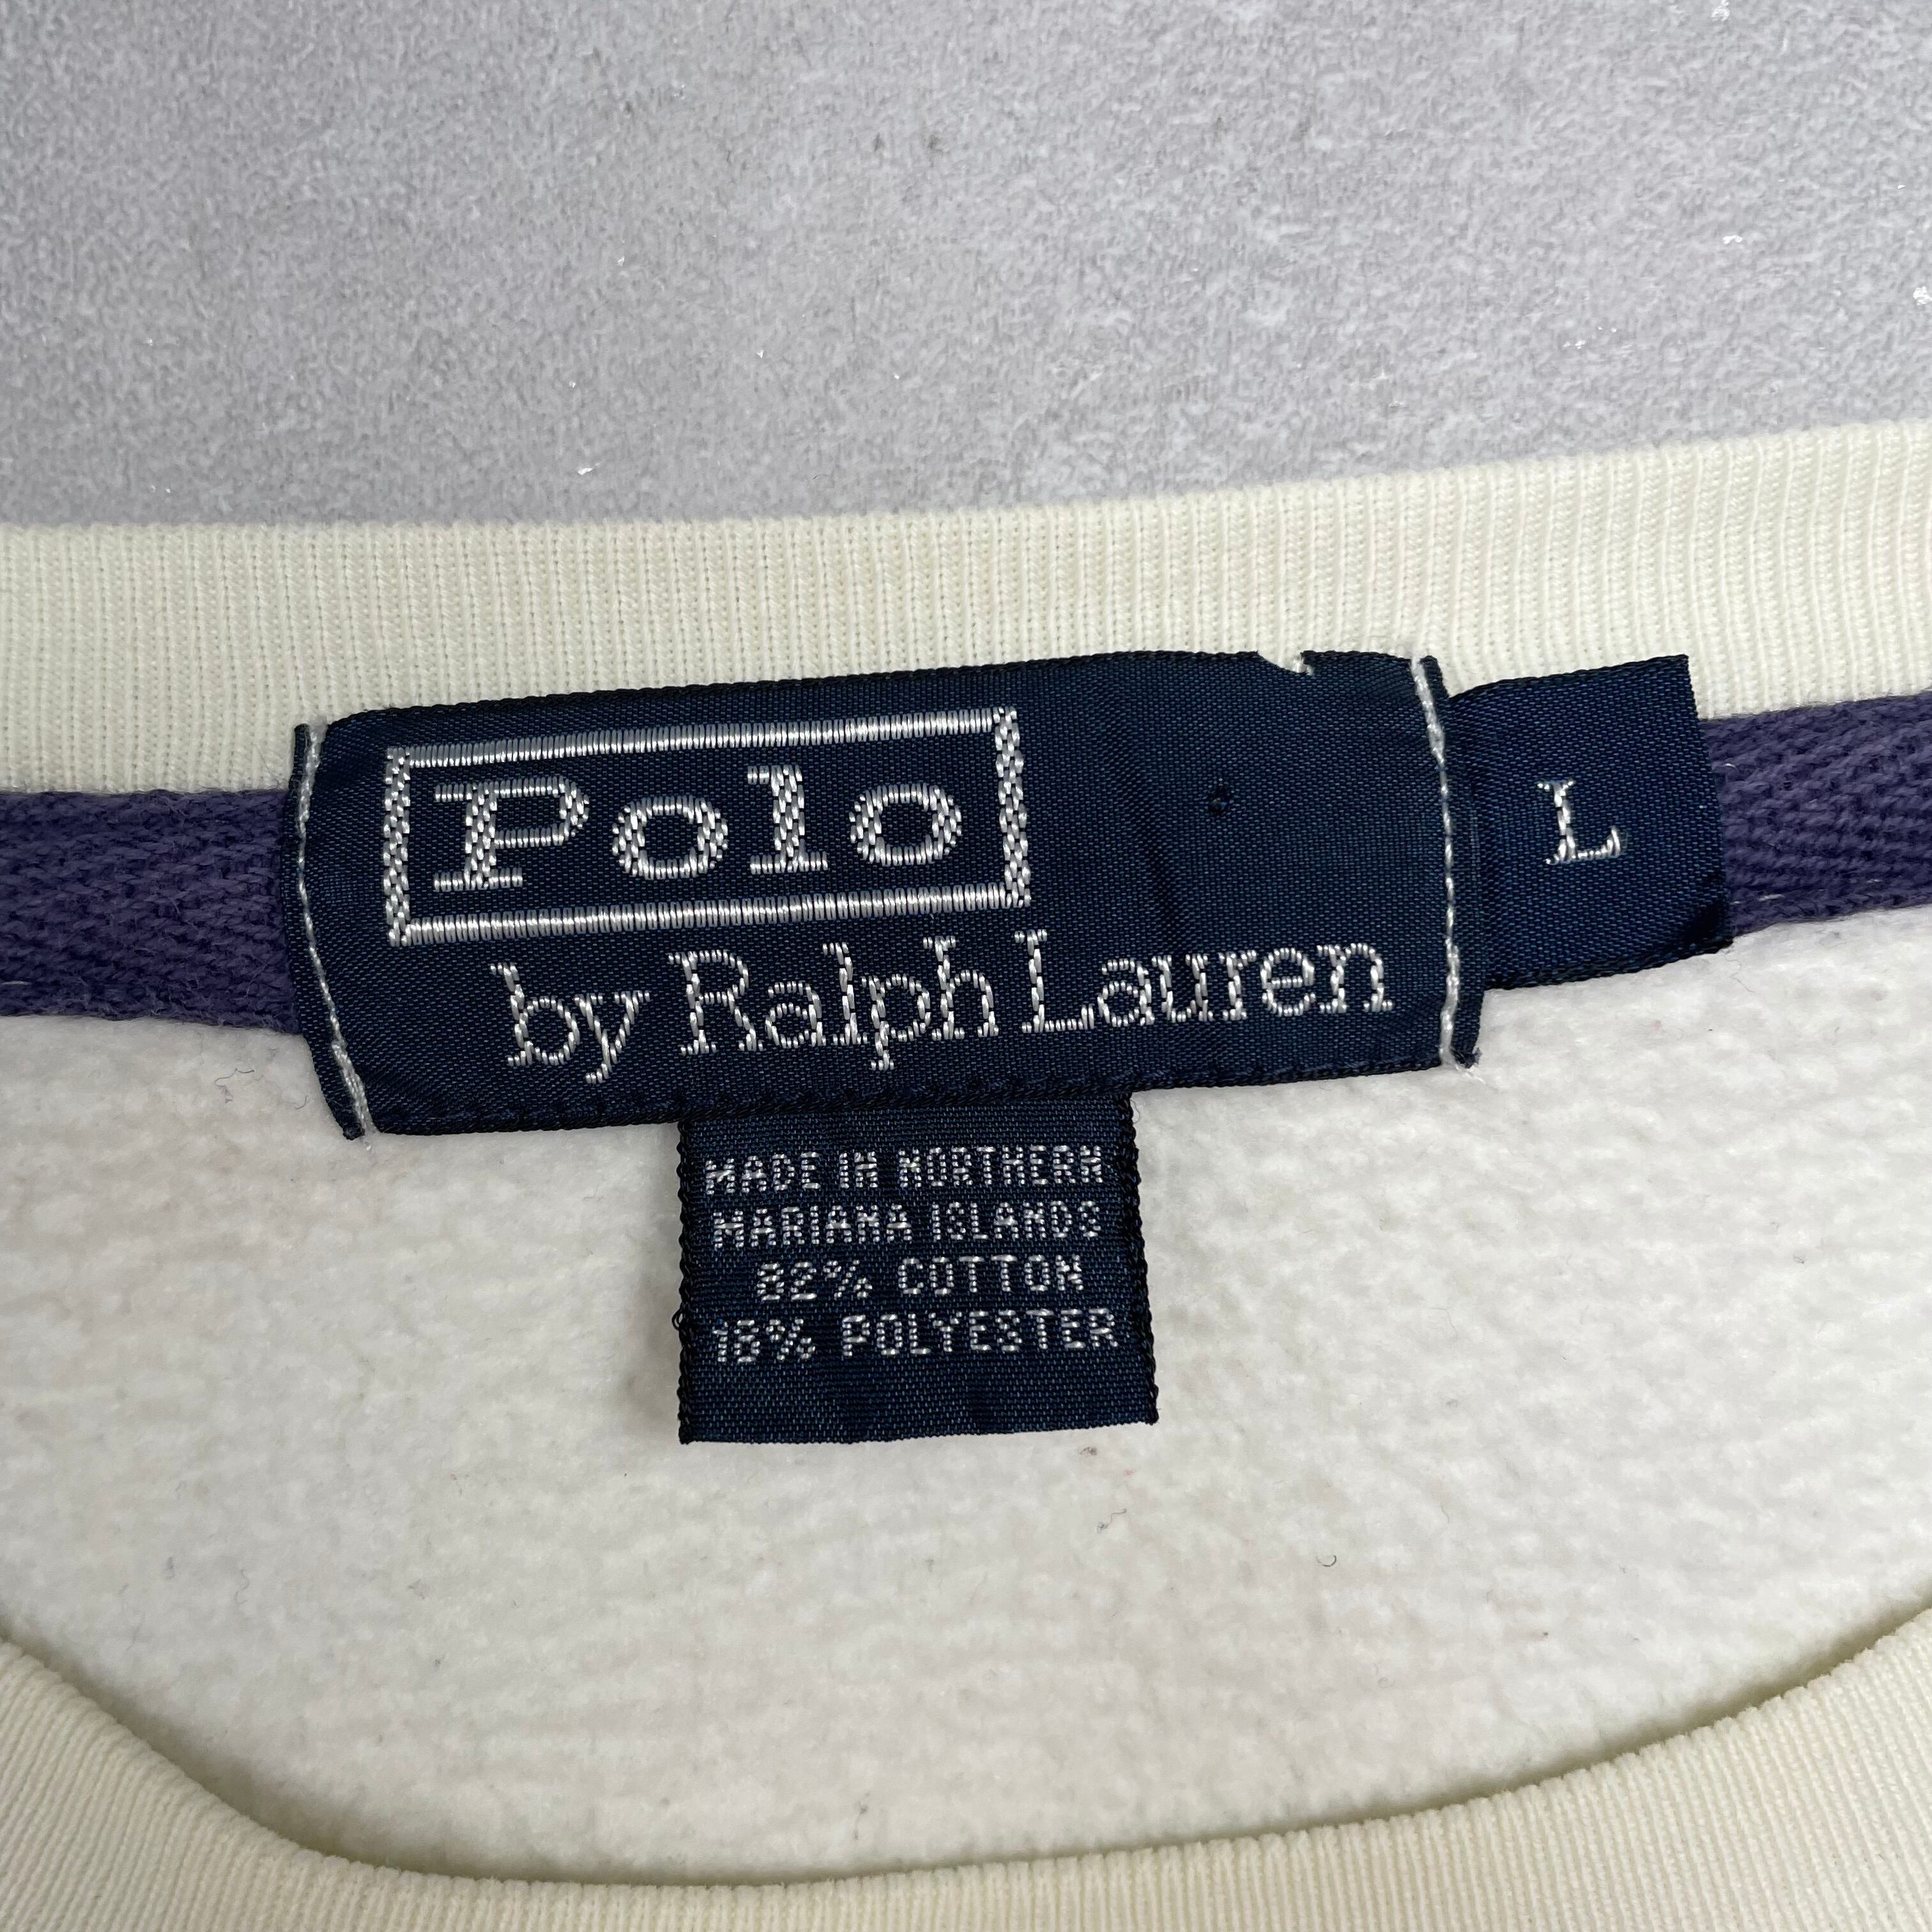 Polo
by Ralph Lauren
L
MADE IN NORTHERN
MARIANA ISLANDS
82% COTTON
18% POLYESTER